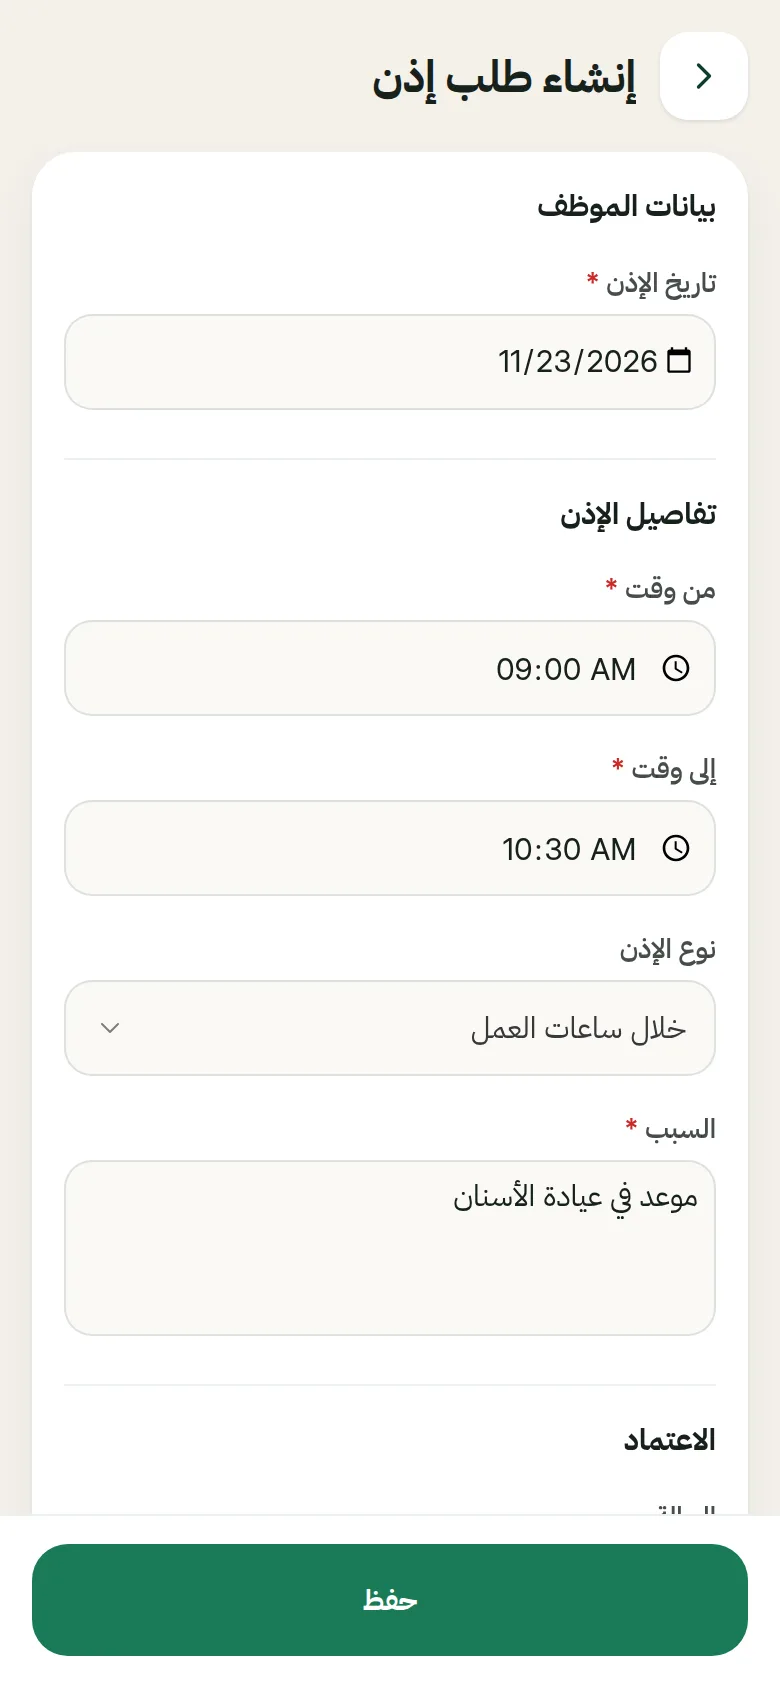 إنشاء طلب إذن
بيانات الموظف
تاريخ الإذن *
11/23/2026
تفاصيل الإذن
من وقت *
09:00 AM
إلى وقت *
10:30 AM
نوع الإذن
خلال ساعات العمل
السبب *
موعد في عيادة الأسنان
الاعتماد
حفظ